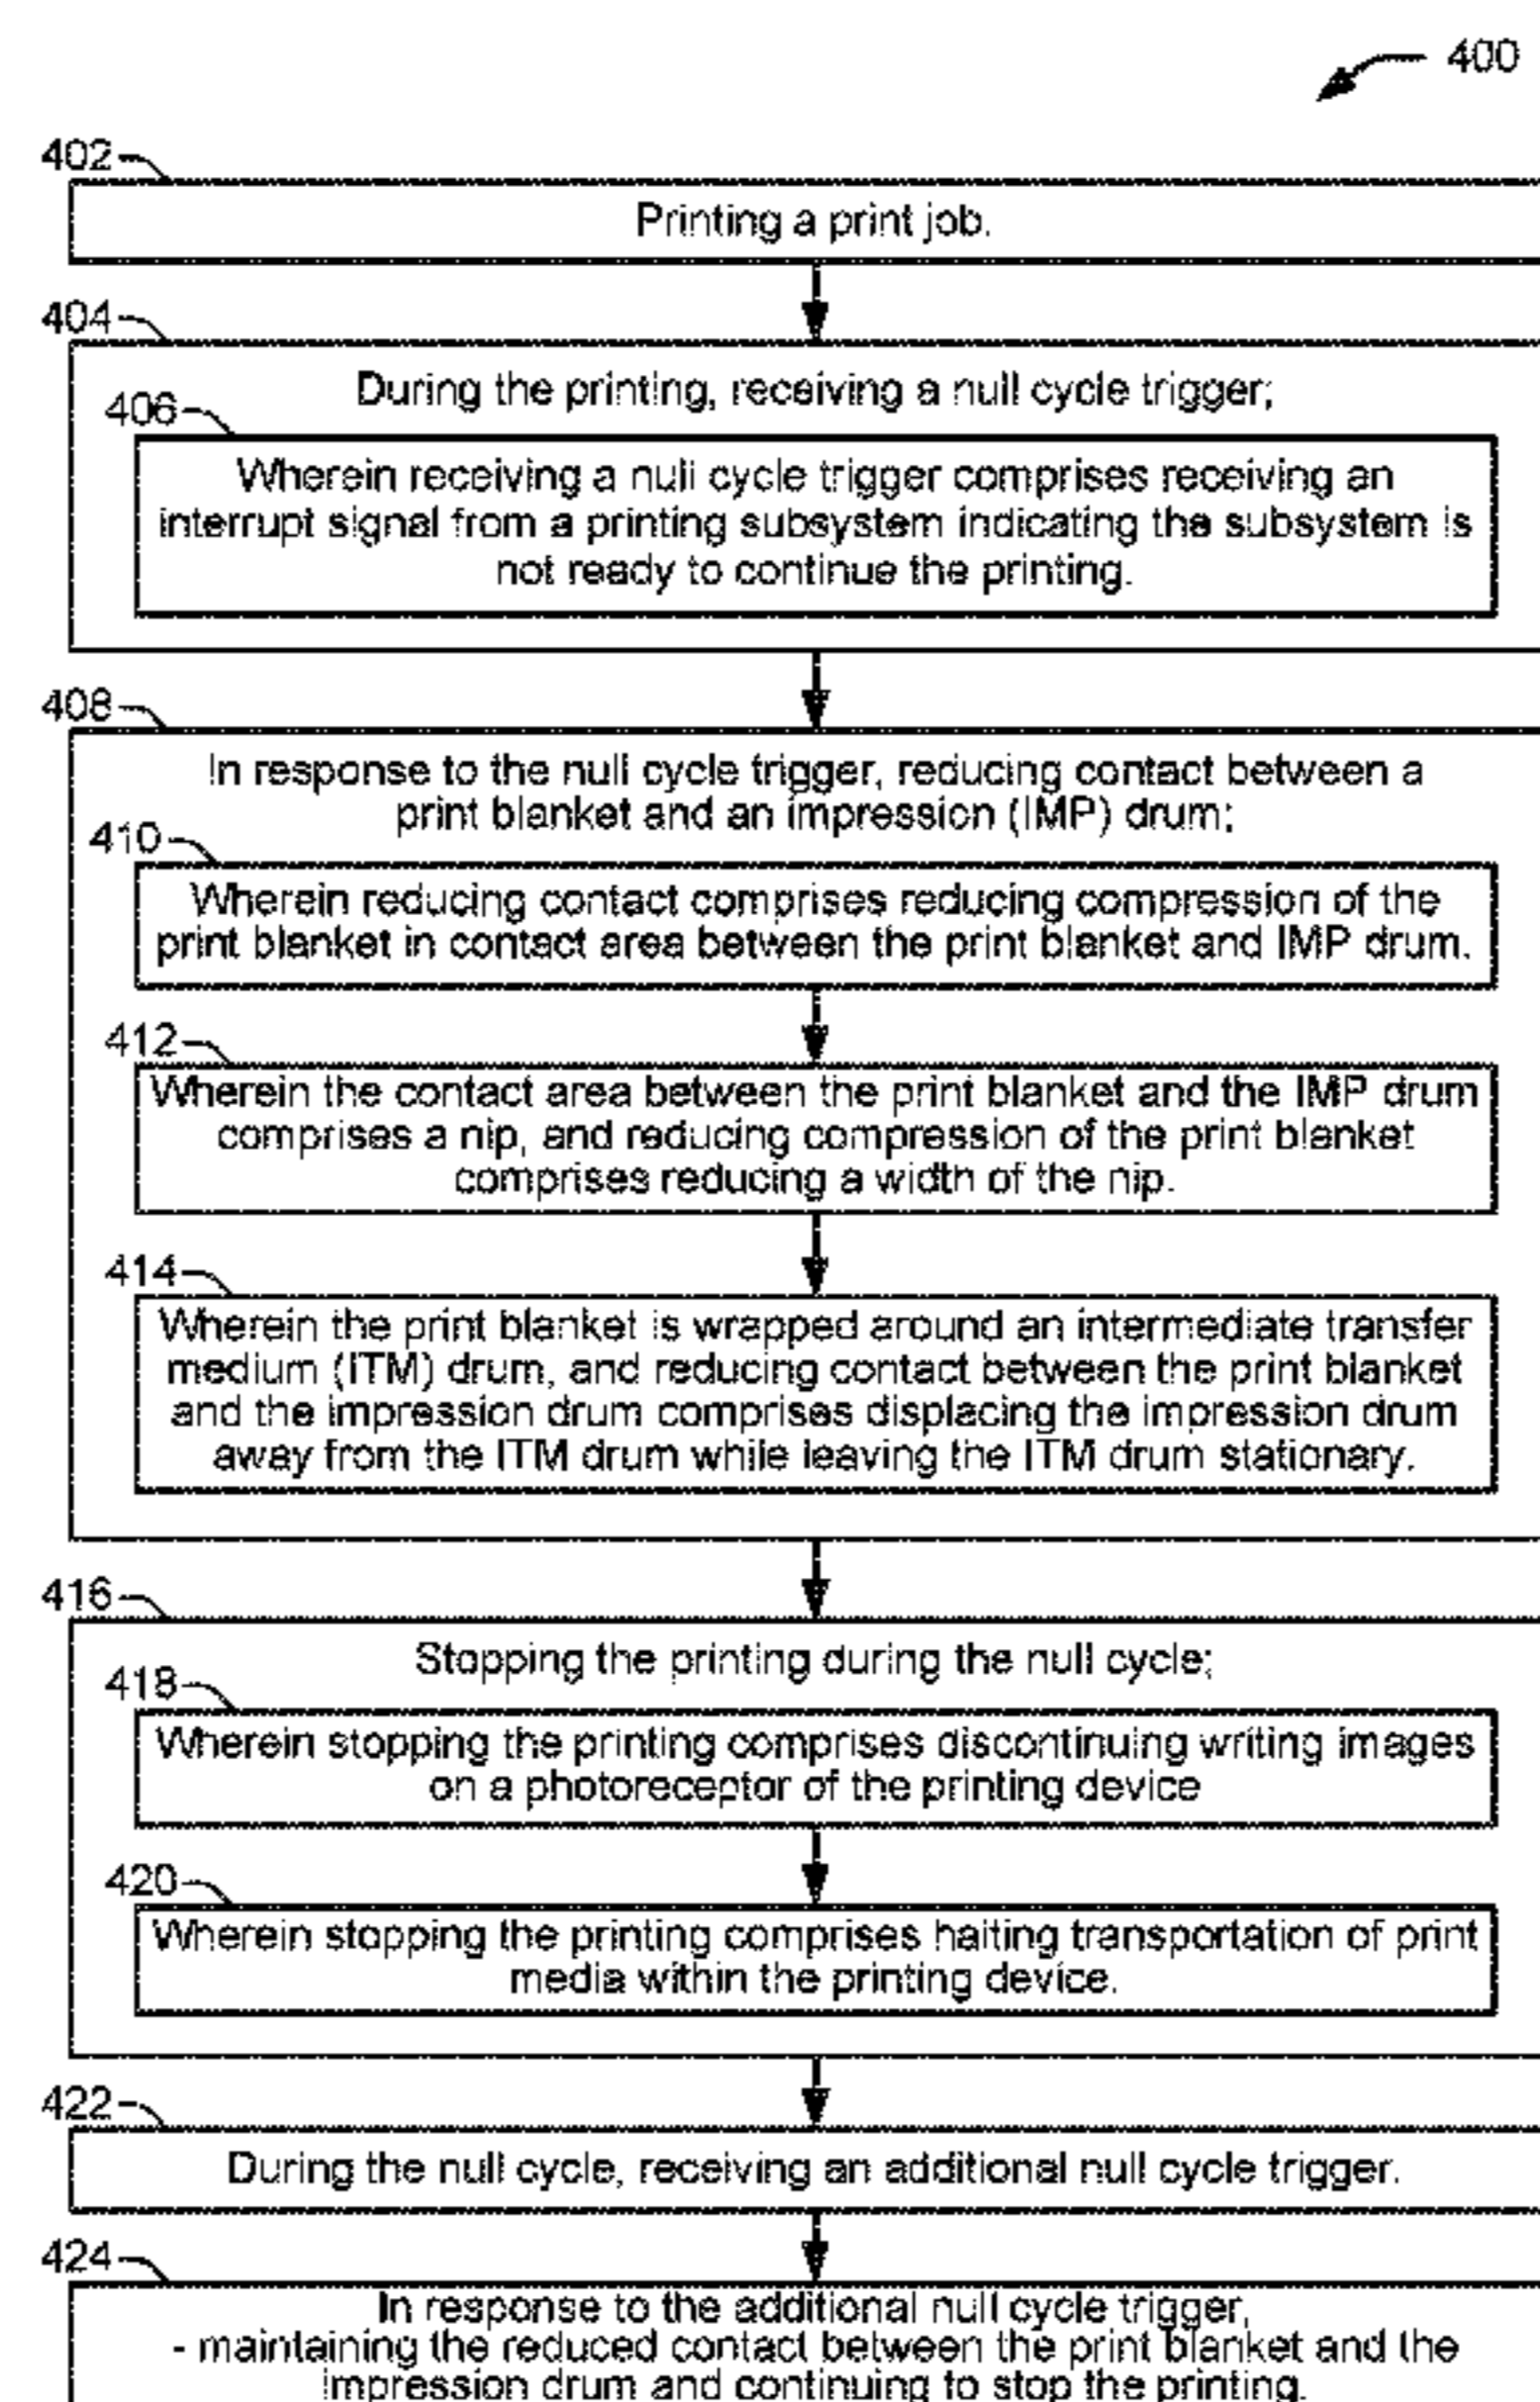 400
402
Printing a print job.
404
During the printing, receiving a null cycle trigger;
406
Wherein receiving a null cycle trigger comprises receiving an
interrupt signal from a printing subsystem indicating the subsystem is
not ready to continue the printing.
408
In response to the null cycle trigger, reducing contact between a
print blanket and an impression (IMP) drum;
410
Wherein reducing contact comprises reducing compression of the
print blanket in contact area between the print blanket and IMP drum.
412
Wherein the contact area between the print blanket and the IMP drum
comprises a nip, and reducing compression of the print blanket
comprises reducing a width of the nip.
414
Wherein the print blanket is wrapped around an intermediate transfer
medium (ITM) drum, and reducing contact between the print blanket
and the impression drum comprises displacing the impression drum
away from the ITM drum while leaving the ITM drum stationary.
416
Stopping the printing during the null cycle;
418
Wherein stopping the printing comprises discontinuing writing images
on a photoreceptor of the printing device
420
Wherein stopping the printing comprises halting transportation of print
media within the printing device.
422
During the null cycle, receiving an additional null cycle trigger.
424
In response to the additional null cycle trigger,
- maintaining the reduced contact between the print blanket and the
impression drum and continuing to stop the printing.